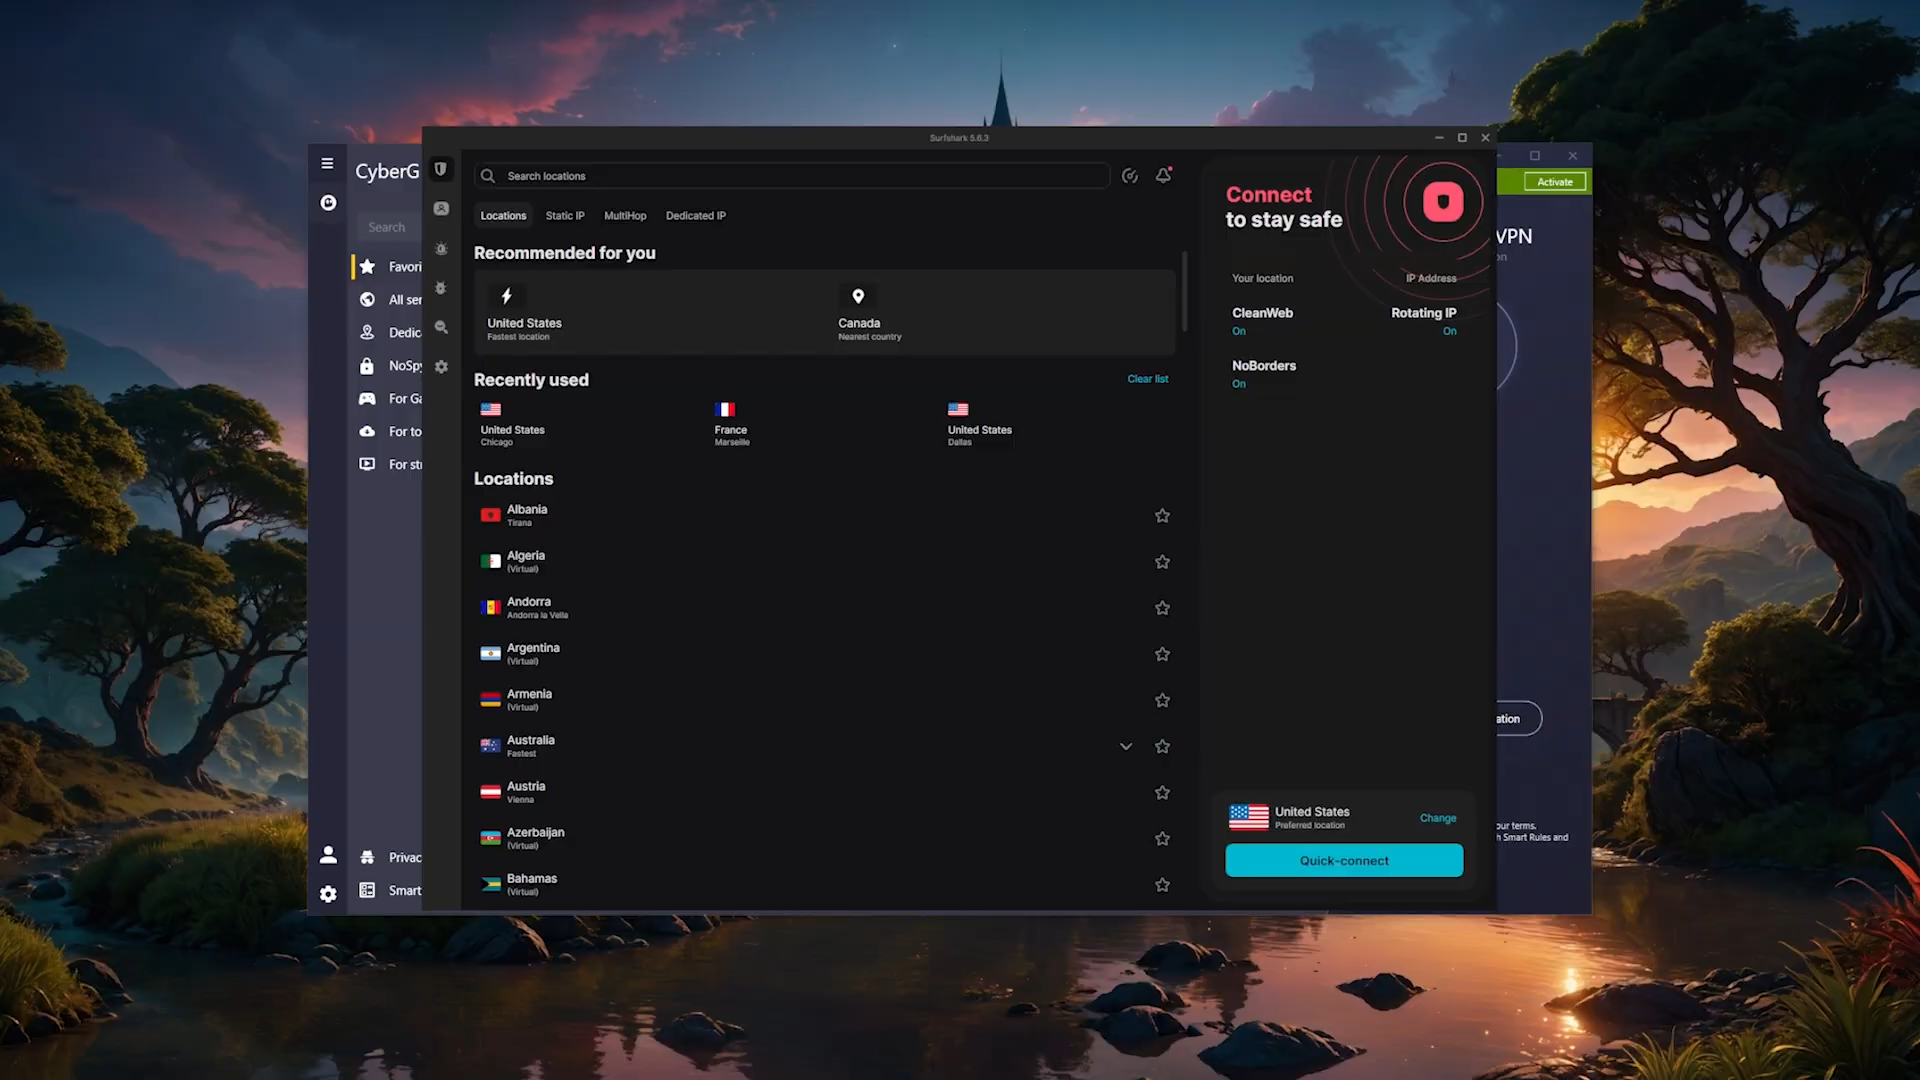 Surfshark 5.6.3
CyberG
Search
Favori
All ser
Dedic
NoSpy
For Ga
For to
For str
Privac
Smart
Search locations
Locations
Static IP
MultiHop
Dedicated IP
Recommended for you
United States
Fastest location
Canada
Nearest country
Recently used
Clear list
United States
Chicago
France
Marseille
United States
Dallas
Locations
Albania
Tirana
Algeria
(Virtual)
Andorra
Andorra la Vella
Argentina
(Virtual)
Armenia
(Virtual)
Australia
Fastest
Austria
Vienna
Azerbaijan
(Virtual)
Bahamas
(Virtual)
Connect
to stay safe
Your location
IP Address
CleanWeb
Rotating IP
On
On
NoBorders
On
United States
Preferred location
Change
Quick-connect
Activate
VPN
on
ation
our terms.
h Smart Rules and